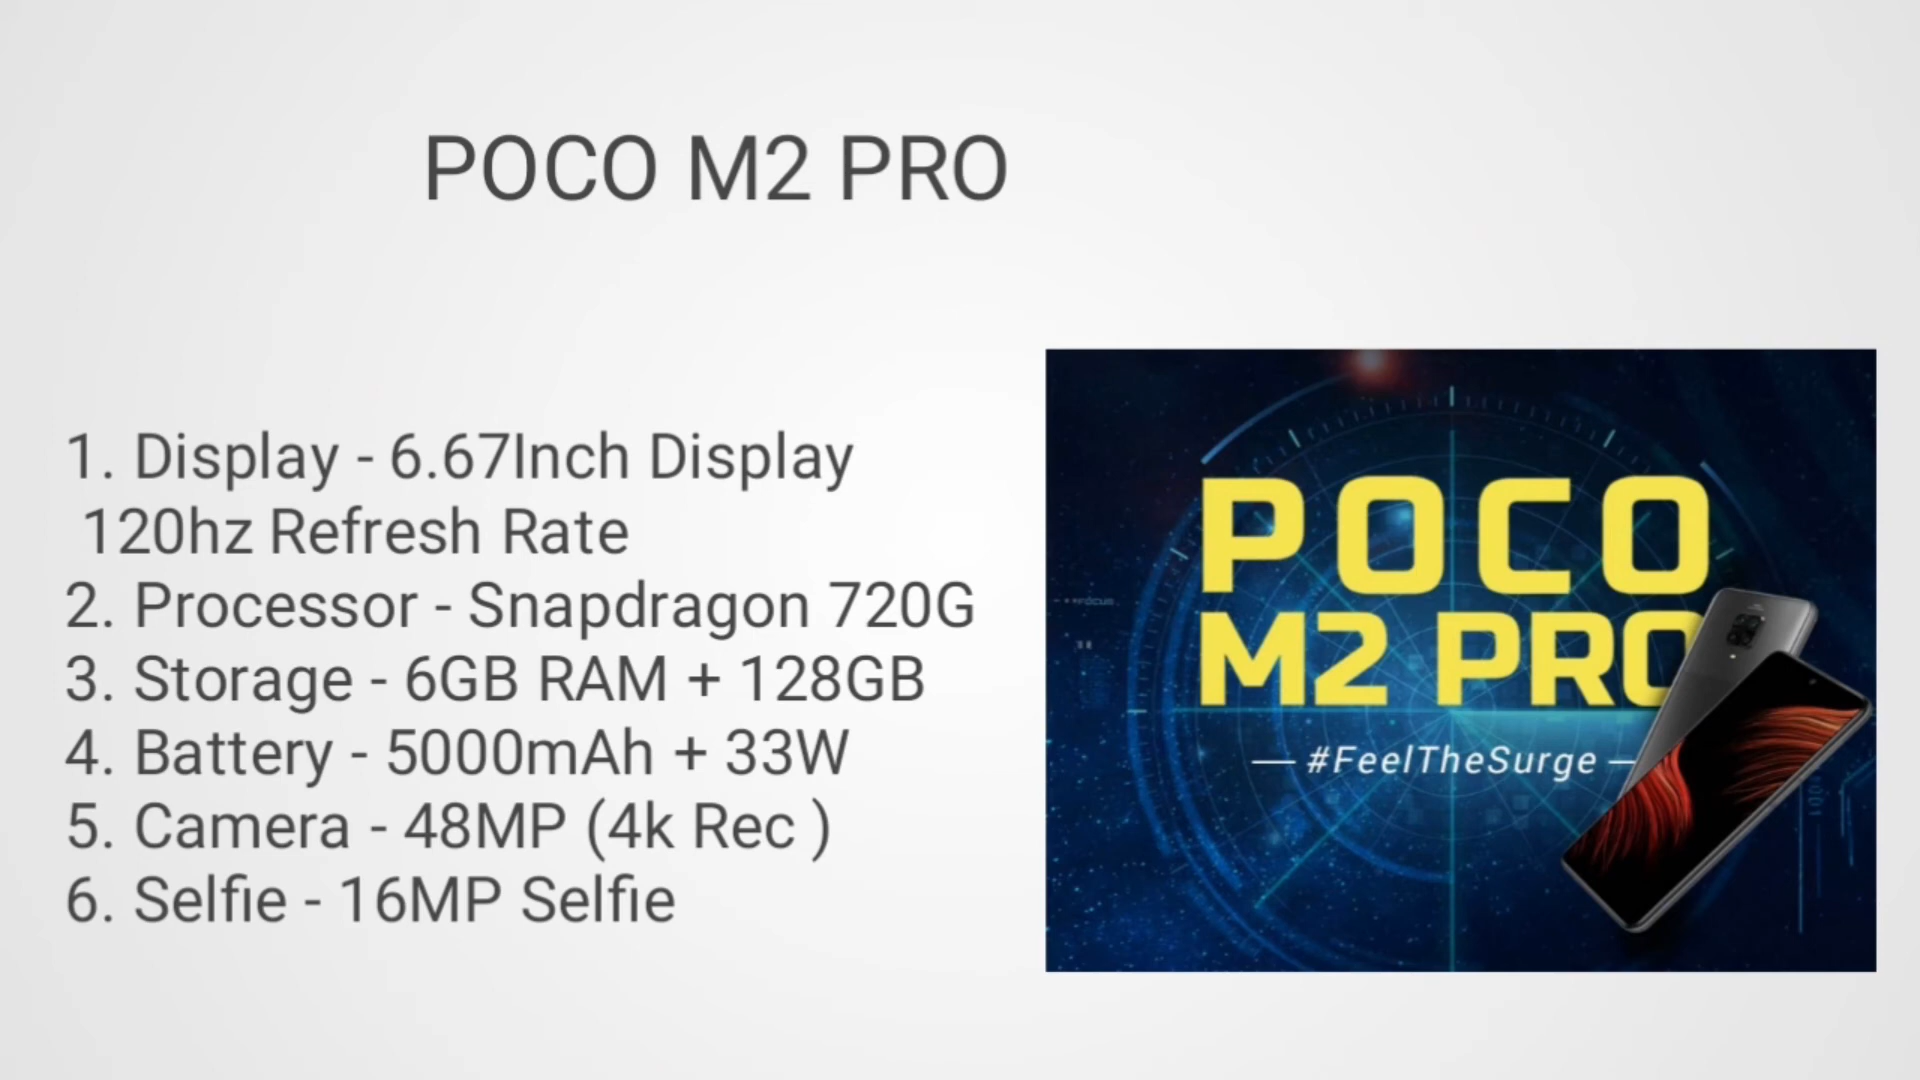 POCO M2 PRO
1. Display - 6.67Inch Display
120hz Refresh Rate
2. Processor - Snapdragon 720G
3. Storage - 6GB RAM + 128GB
4. Battery - 5000mAh + 33W
5. Camera - 48MP (4k Rec )
6. Selfie - 16MP Selfie
POCO
M2 PRO
#FeelTheSurge